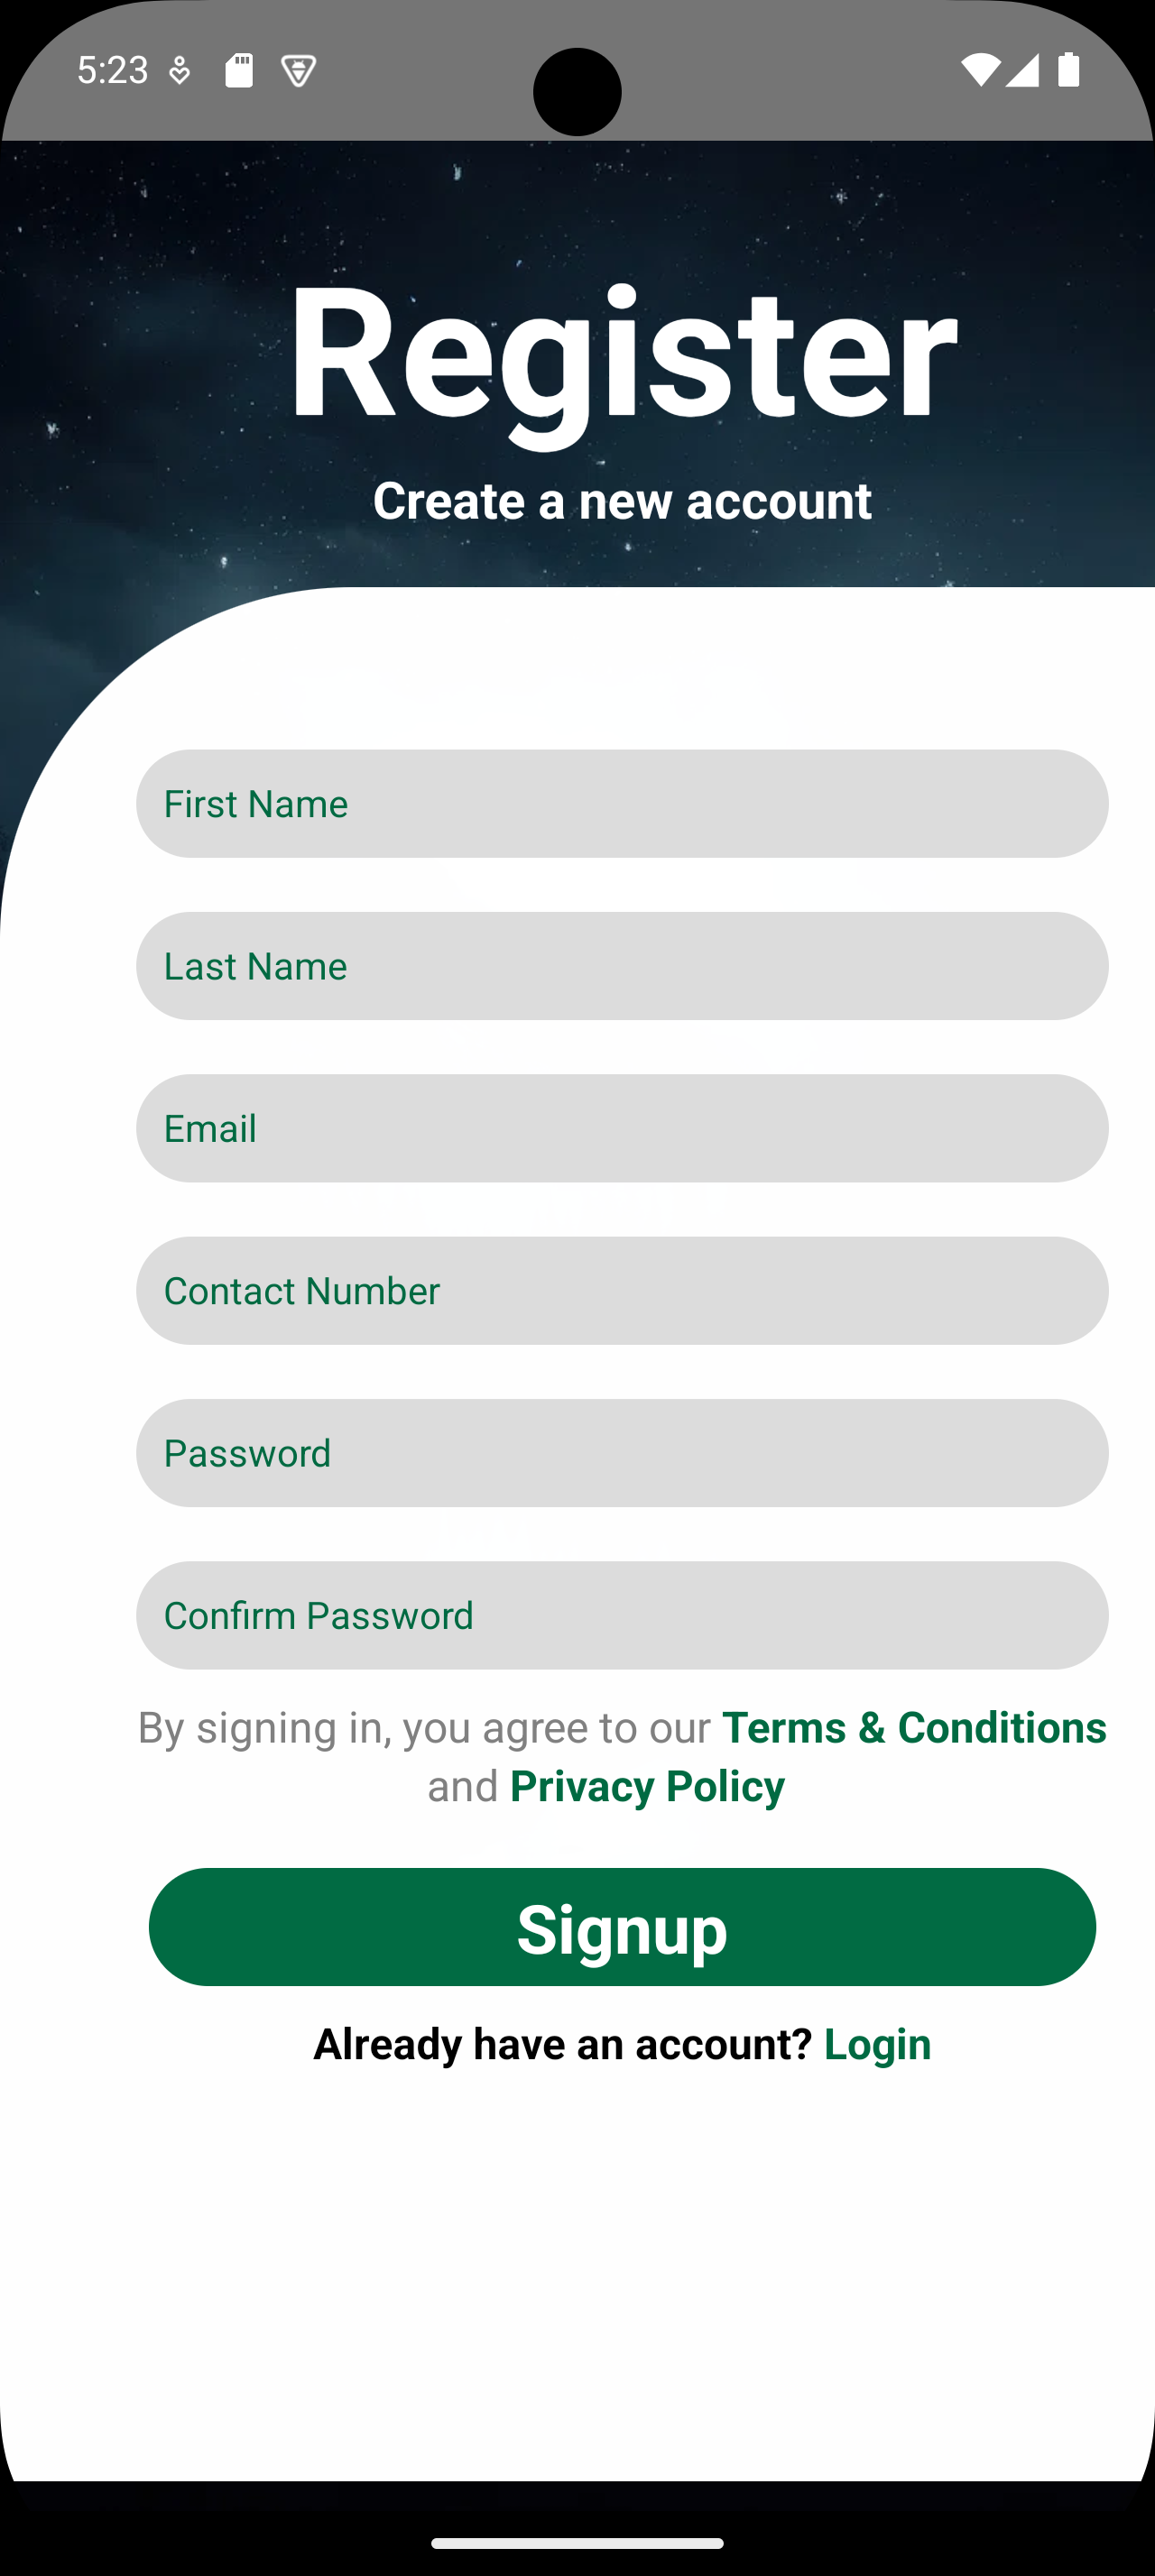 5:23
Register
Create a new account
First Name
Last Name
Email
Contact Number
Password
Confirm Password
By signing in, you agree to our Terms & Conditions
and Privacy Policy
Signup
Already have an account? Login